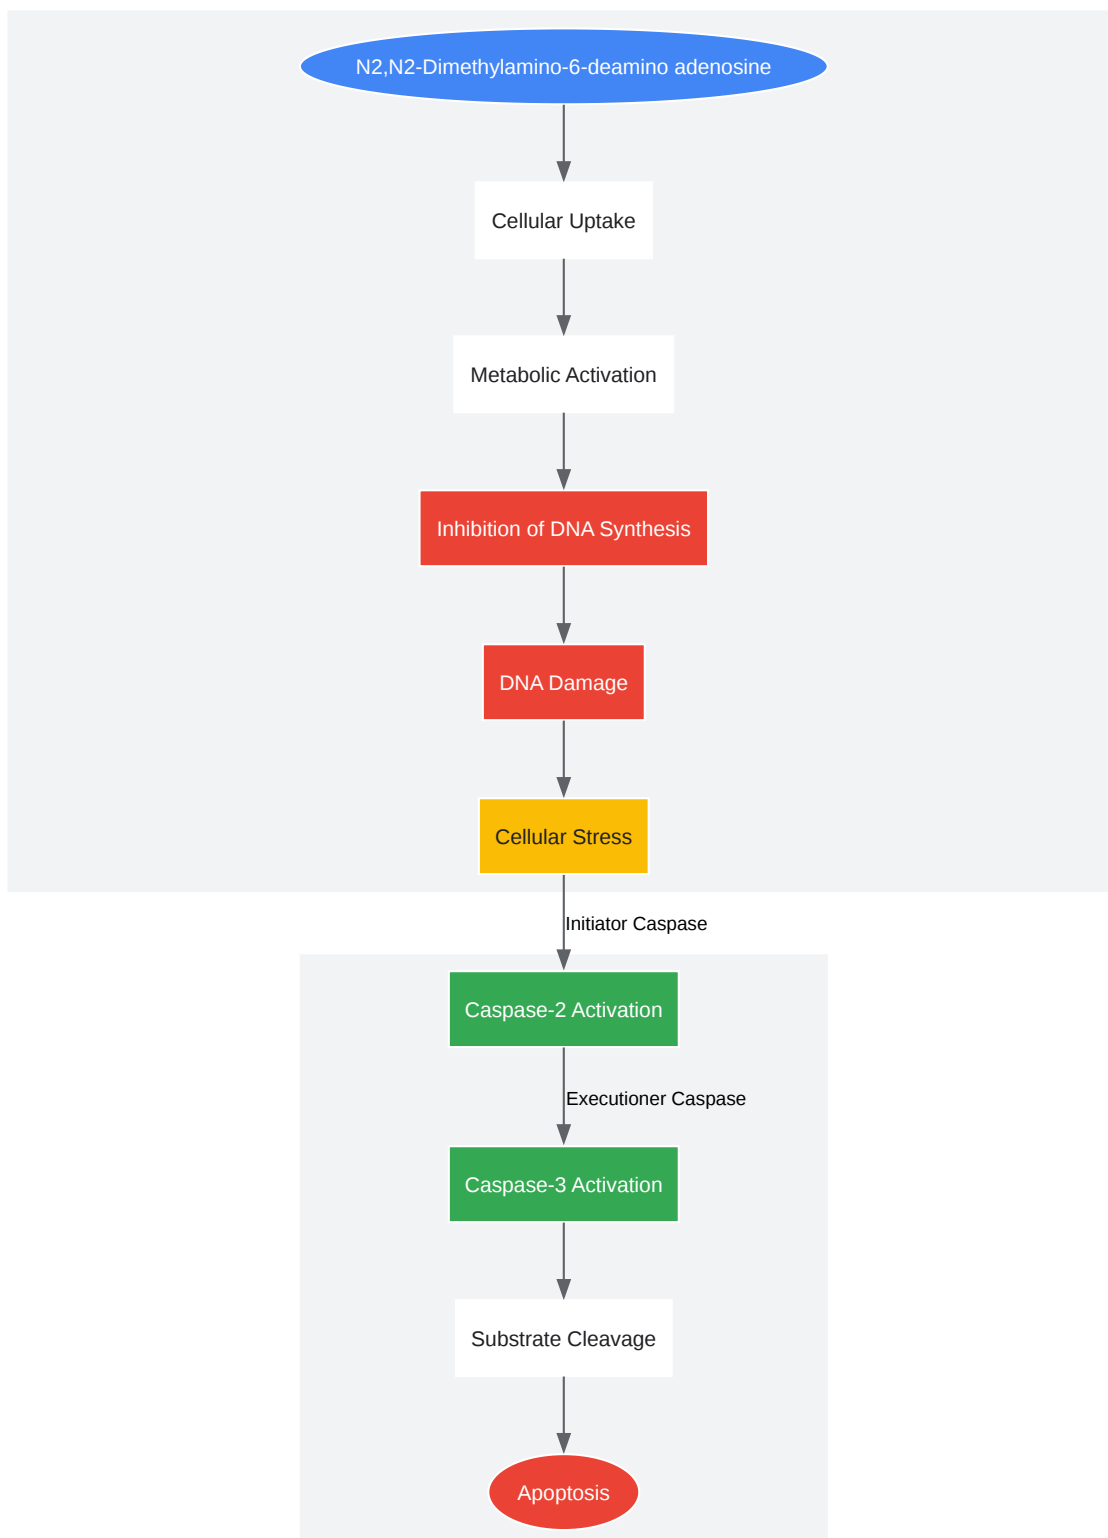 N2,N2-Dimethylamino-6-deamino adenosine
Cellular Uptake
Metabolic Activation
Inhibition of DNA Synthesis
DNA Damage
Cellular Stress
Initiator Caspase
Caspase-2 Activation
Executioner Caspase
Caspase-3 Activation
Substrate Cleavage
Apoptosis